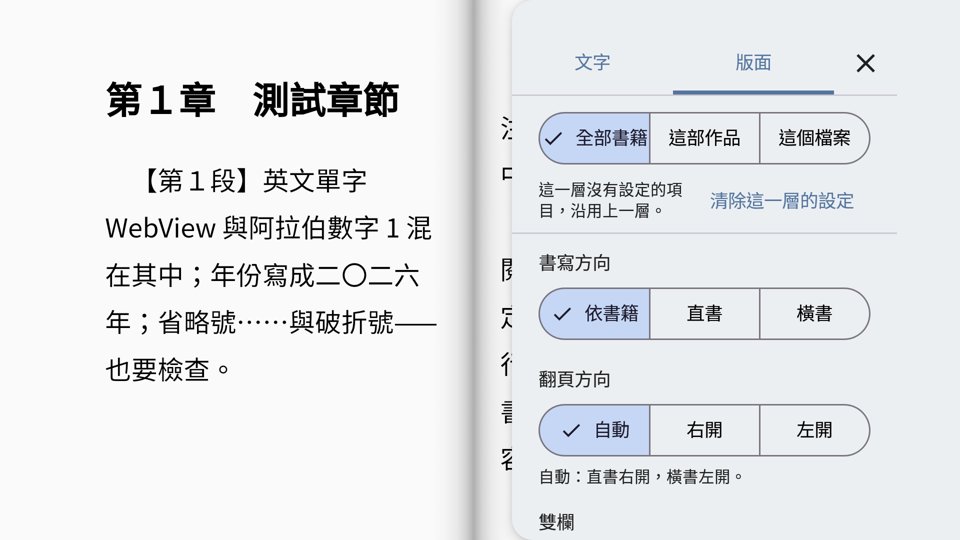 第１章　測試章節
【第１段】英文單字
WebView 與阿拉伯數字 1 混
在其中；年份寫成二〇二六
年；省略號⋯⋯與破折號——
也要檢查。
文字
版面
全部書籍
這部作品
這個檔案
這一層沒有設定的項
目，沿用上一層。
清除這一層的設定
書寫方向
依書籍
直書
橫書
翻頁方向
自動
右開
左開
自動：直書右開，橫書左開。
雙欄